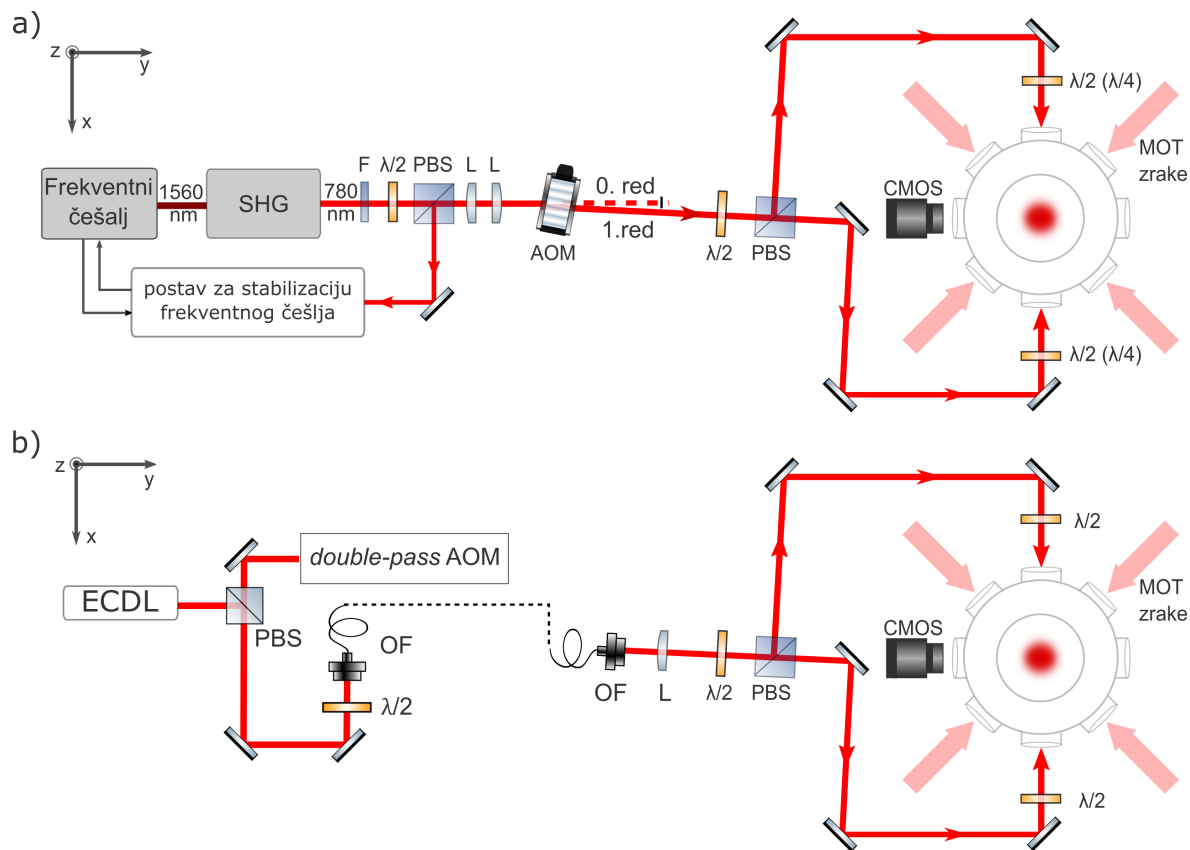 a)
z
y
x
Frekventni
češalj
1560
nm
SHG
780
nm
F
λ/2
PBS
L
L
AOM
0. red
1.red
λ/2
PBS
λ/2 (λ/4)
CMOS
MOT
zrake
λ/2 (λ/4)
postav za stabilizaciju
frekventnog češlja
b)
z
y
x
ECDL
PBS
double-pass AOM
OF
λ/2
OF
L
λ/2
PBS
λ/2
CMOS
MOT
zrake
λ/2